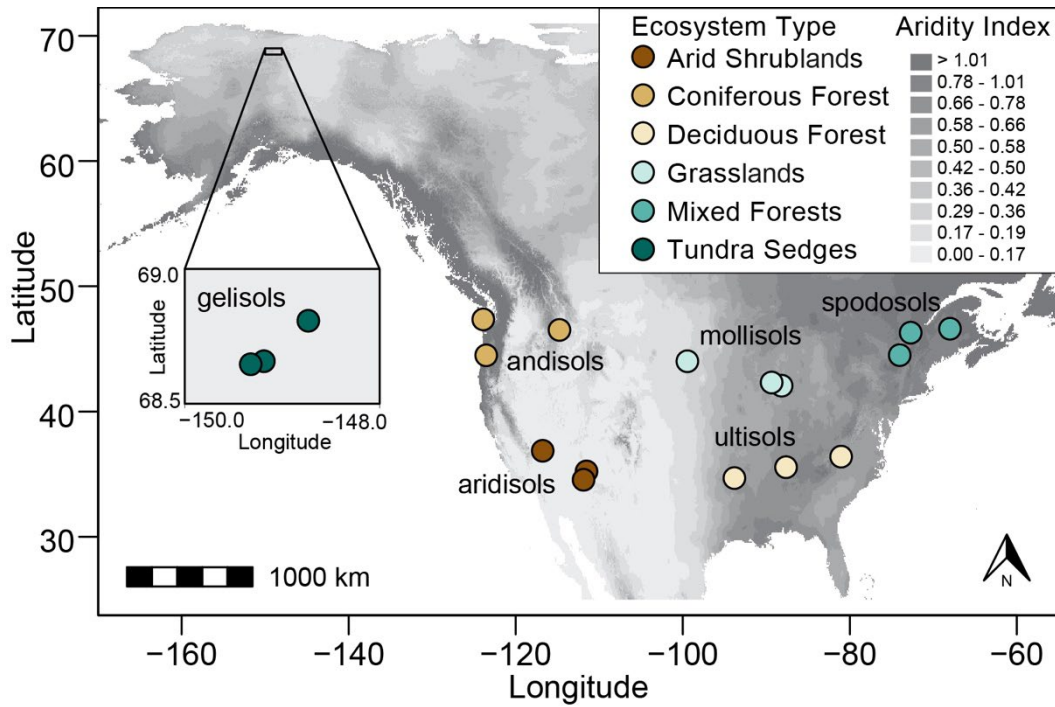 Ecosystem Type
Arid Shrublands
Coniferous Forest
Deciduous Forest
Grasslands
Mixed Forests
Tundra Sedges
Aridity Index
> 1.01
0.78 - 1.01
0.66 - 0.78
0.58 - 0.66
0.50 - 0.58
0.42 - 0.50
0.36 - 0.42
0.29 - 0.36
0.17 - 0.19
0.00 - 0.17
Latitude
70
60
50
40
30
69.0
gelisols
Latitude
68.5
−150.0
−148.0
Longitude
spodosols
mollisols
andisols
ultisols
aridisols
1000 km
N
−160
−140
−120
−100
−80
−60
Longitude